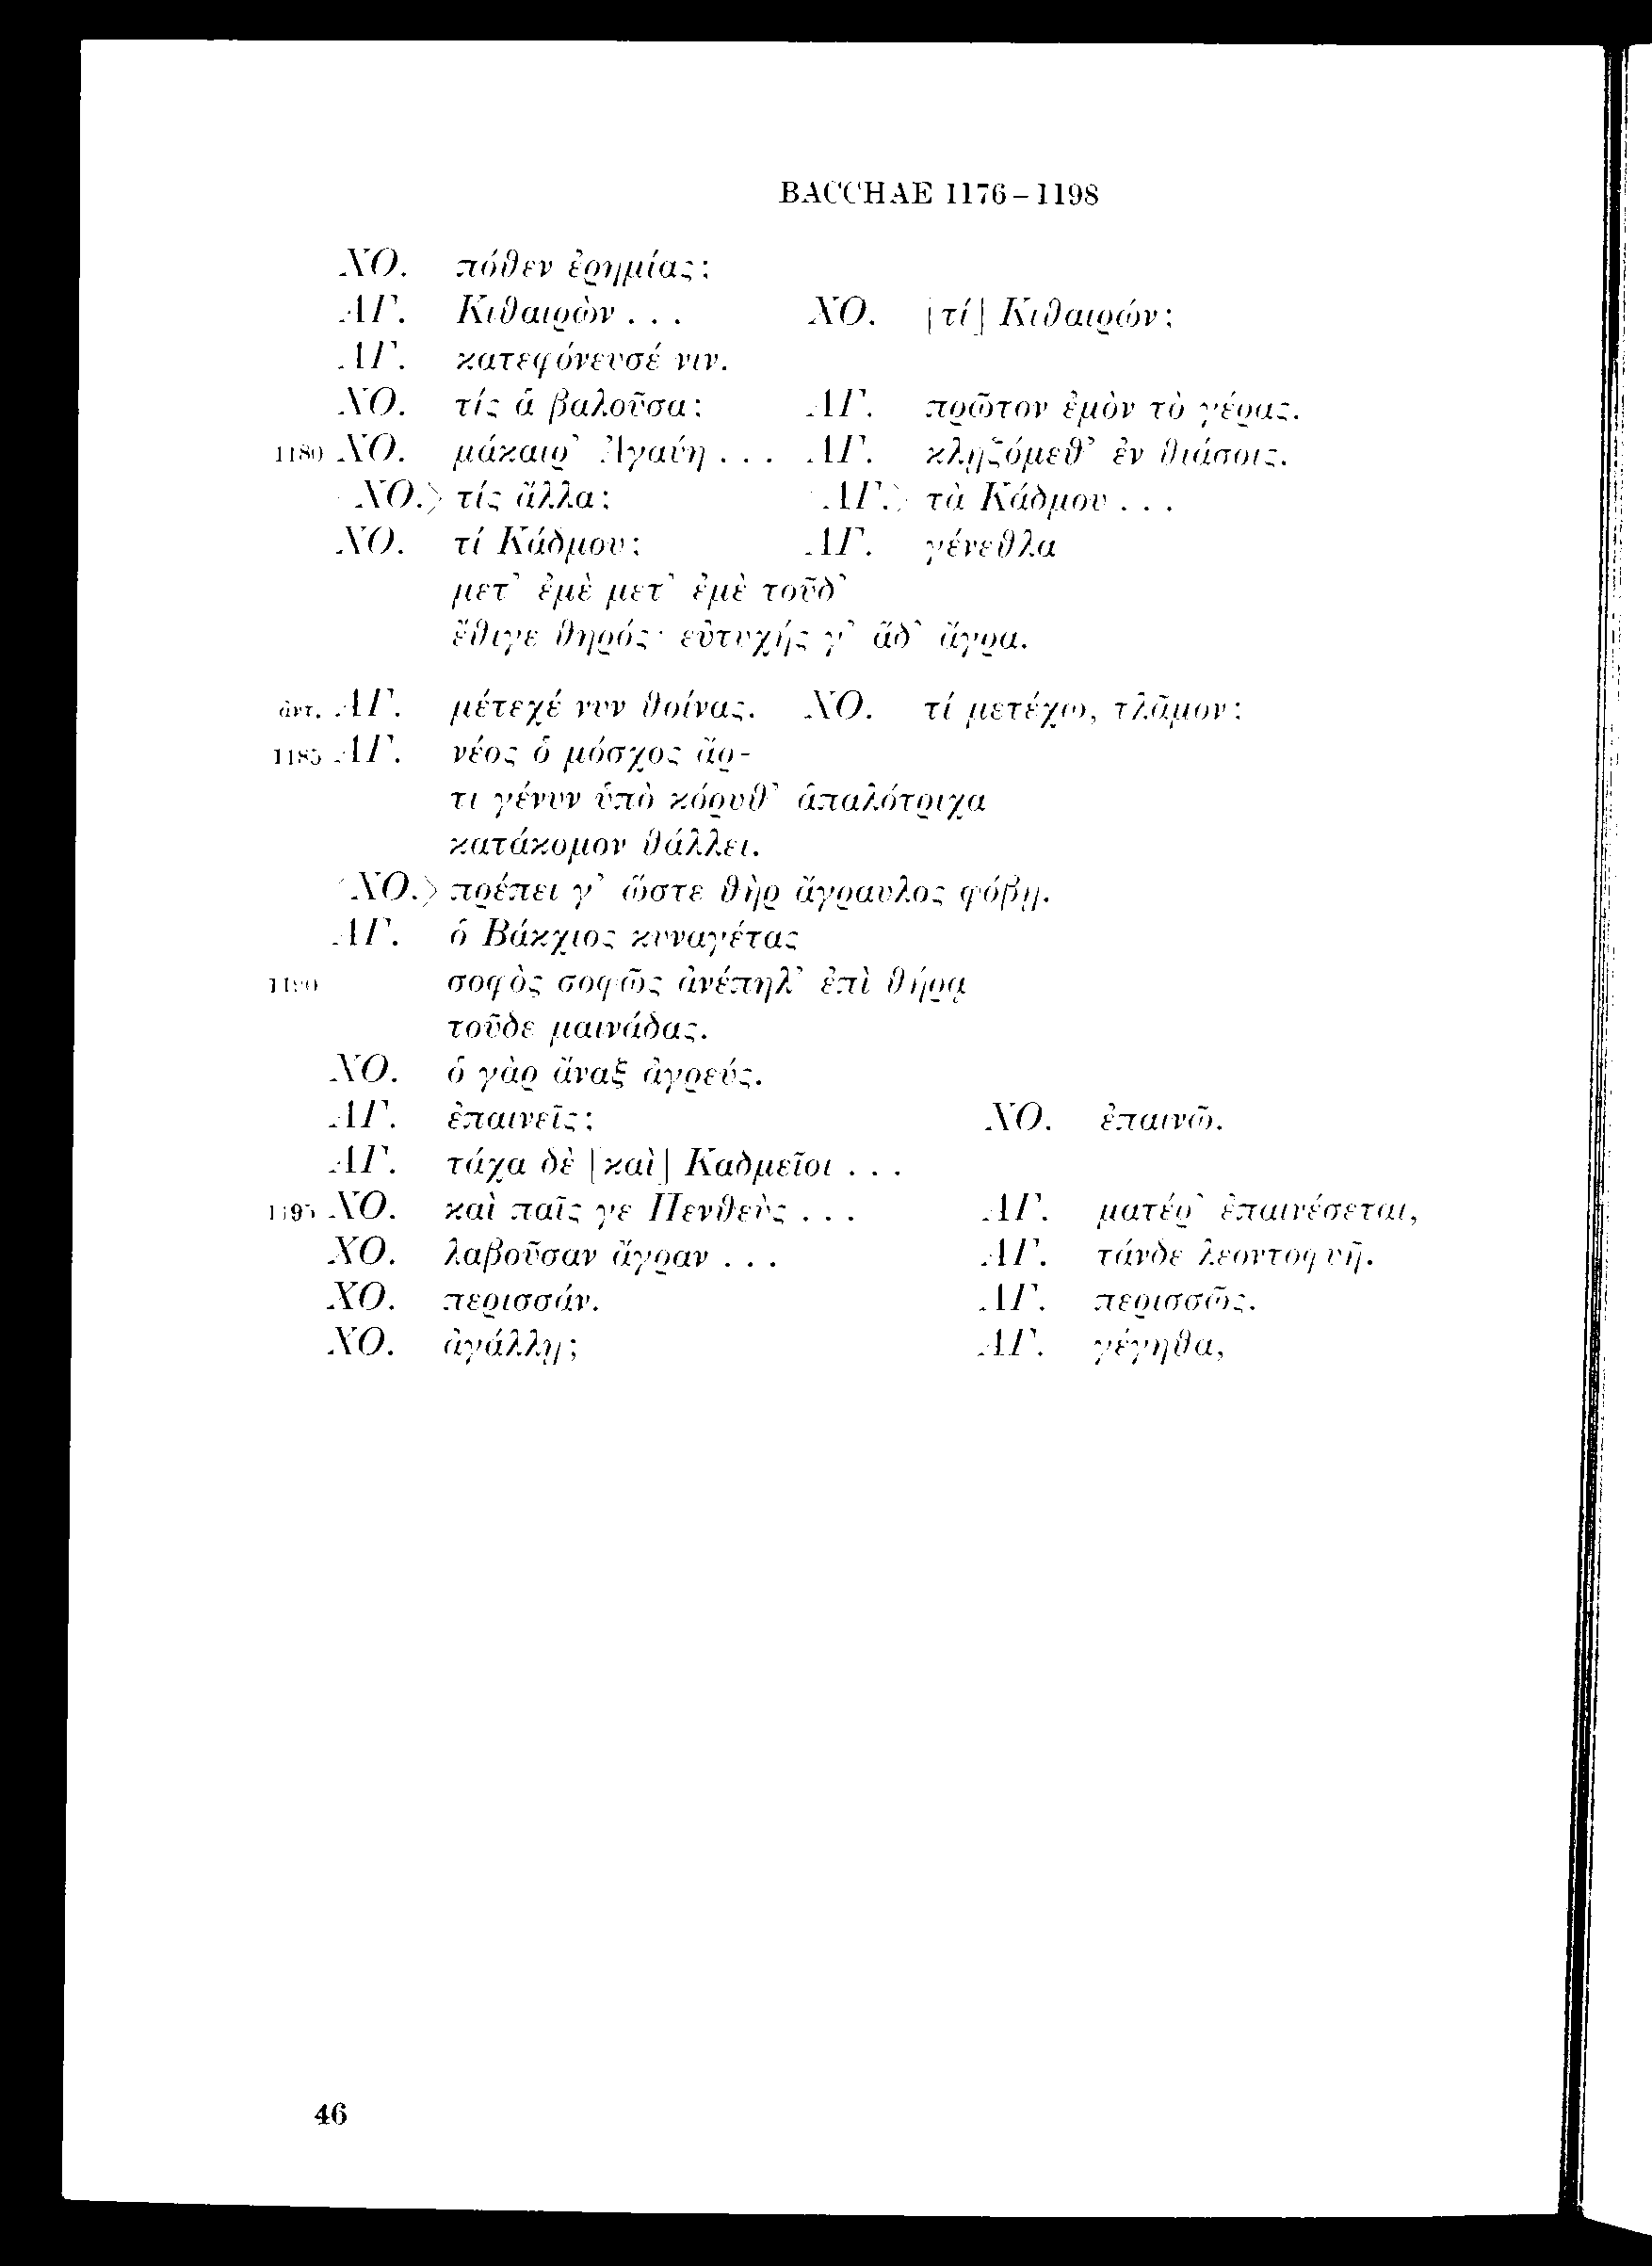 BACCHAE 1176–1198
ΧΟ. πόθεν ἐρημίας;
ΑΓ. Κιθαιρὼν . . . ΧΟ. [τί] Κιθαιρών;
ΑΓ. κατεφόνευσέ νιν.
ΧΟ. τίς ἁ βαλοῦσα; ΑΓ. πρῶτον ἐμὸν τὸ γέρας.
1180 ΧΟ. μάκαιρ’ Ἀγαύη . . . ΑΓ. κληζόμεθ’ ἐν θιάσοις.
⟨ΧΟ.⟩ τίς ἄλλα; ⟨ΑΓ.⟩ τὰ Κάδμου . . .
ΧΟ. τί Κάδμου; ΑΓ. γένεθλα
μετ’ ἐμὲ μετ’ ἐμὲ τοῦδ’
ἔθιγε θηρός· εὐτυχής γ’ ἅδ’ ἄγρα.
ἀντ. ΑΓ. μέτεχέ νυν θοίνας. ΧΟ. τί μετέχω, τλᾶμον;
1185 ΑΓ. νέος ὁ μόσχος ἄρ-
τι γένυν ὑπὸ κόρυθ’ ἁπαλότριχα
κατάκομον θάλλει.
⟨ΧΟ.⟩ πρέπει γ’ ὥστε θὴρ ἄγραυλος φόβῃ.
ΑΓ. ὁ Βάκχιος κυναγέτας
1190 σοφὸς σοφῶς ἀνέπηλ’ ἐπὶ θήρᾳ
τοῦδε μαινάδας.
ΧΟ. ὁ γὰρ ἄναξ ἀγρεύς.
ΑΓ. ἐπαινεῖς; ΧΟ. ἐπαινῶ.
ΑΓ. τάχα δὲ [καὶ] Καδμεῖοι . . .
1195 ΧΟ. καὶ παῖς γε Πενθεὺς . . . ΑΓ. ματέρ’ ἐπαινέσεται,
ΧΟ. λαβοῦσαν ἄγραν . . . ΑΓ. τάνδε λεοντοφυῆ.
ΧΟ. περισσάν. ΑΓ. περισσῶς.
ΧΟ. ἀγάλλῃ; ΑΓ. γέγηθα,
46